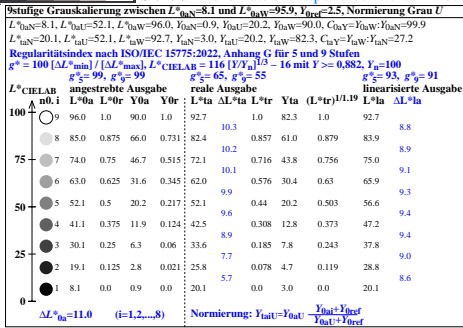 9stufige Grauskalierung zwischen L*0aN=8.1 und L*0aW=95.9, Y0ref=2.5, Normierung Grau U
L*0aN=8.1, L*0aU=52.1, L*0aW=96.0, Y0aN=0.9, Y0aU=20.2, Y0aW=90.0, C0aY=Y0aW:Y0aN=99.9
L*taN=20.1, L*taU=52.1, L*taW=92.7, YtaN=3.0, YtaU=20.2, YtaW=82.3, CtaY=YtaW:YtaN=27.2
Regularitätsindex nach ISO/IEC 15775:2022, Anhang G für 5 und 9 Stufen
g* = 100 [ΔL*min] / [ΔL*max], L*CIELAB = 116 [Y/Yn]1/3 − 16 mit Y >= 0,882, Yn=100
g*5= 99, g*9= 99 g*5= 65, g*9= 55 g*5= 93, g*9= 91
L*CIELAB angestrebte Ausgabe reale Ausgabe linearisierte Ausgabe
n0. i L*0a L*0r Y0a Y0r L*ta ΔL*ta L*tr Yta (L*tr)1/1.19 L*la ΔL*la
100 9 96.0 1.0 90.0 1.0 92.7 1.0 82.3 1.0 92.7
10.3 8.8
8 85.0 0.875 66.0 0.731 82.4 0.857 61.0 0.879 83.9
10.2 8.9
75 7 74.0 0.75 46.7 0.515 72.1 0.716 43.8 0.756 75.0
10.1 9.1
6 63.0 0.625 31.6 0.345 62.0 0.576 30.4 0.63 65.9
9.9 9.3
50 5 52.1 0.5 20.2 0.217 52.1 0.44 20.2 0.503 56.6
9.6 9.4
4 41.1 0.375 11.9 0.124 42.5 0.308 12.8 0.373 47.2
8.9 9.4
25 3 30.1 0.25 6.3 0.06 33.6 0.185 7.8 0.243 37.8
7.7 9.0
2 19.1 0.125 2.8 0.021 25.8 0.078 4.7 0.119 28.8
5.7 8.6
0 1 8.1 0.0 0.9 0.0 20.1 0.0 3.0 0.0 20.1
ΔL*0a=11.0 (i=1,2,...,8) Normierung: YtaiU=Y0aU Y0ai+Y0ref
Y0aU+Y0ref